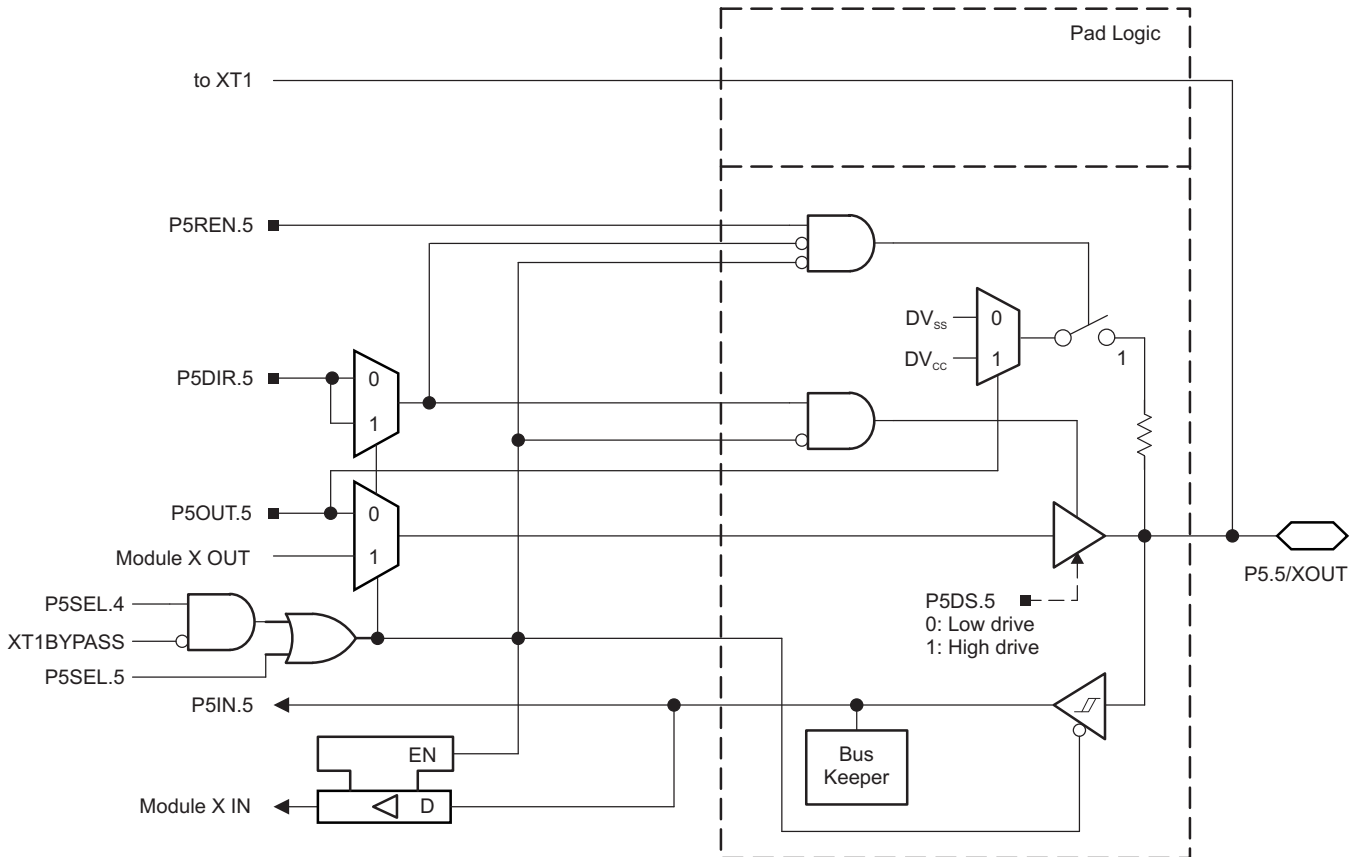 Pad Logic
to XT1
P5REN.5
DVSS
0
DVCC
1
1
P5DIR.5
0
1
P5OUT.5
0
Module X OUT
1
P5.5/XOUT
P5SEL.4
XT1BYPASS
P5SEL.5
P5DS.5
0: Low drive
1: High drive
P5IN.5
EN
Bus
Keeper
Module X IN
D